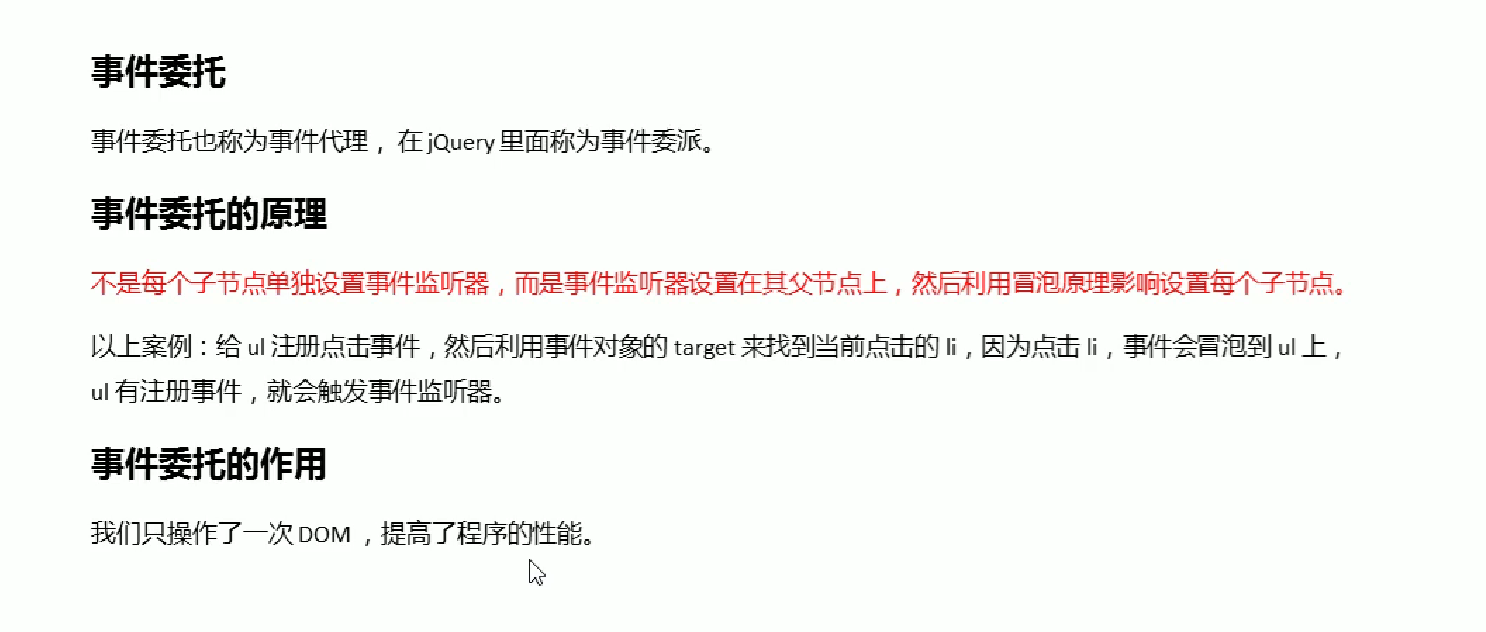 事件委托
事件委托也称为事件代理， 在 jQuery 里面称为事件委派。
事件委托的原理
不是每个子节点单独设置事件监听器，而是事件监听器设置在其父节点上，然后利用冒泡原理影响设置每个子节点。
以上案例：给 ul 注册点击事件，然后利用事件对象的 target 来找到当前点击的 li，因为点击 li，事件会冒泡到 ul 上，
ul 有注册事件，就会触发事件监听器。
事件委托的作用
我们只操作了一次 DOM ，提高了程序的性能。